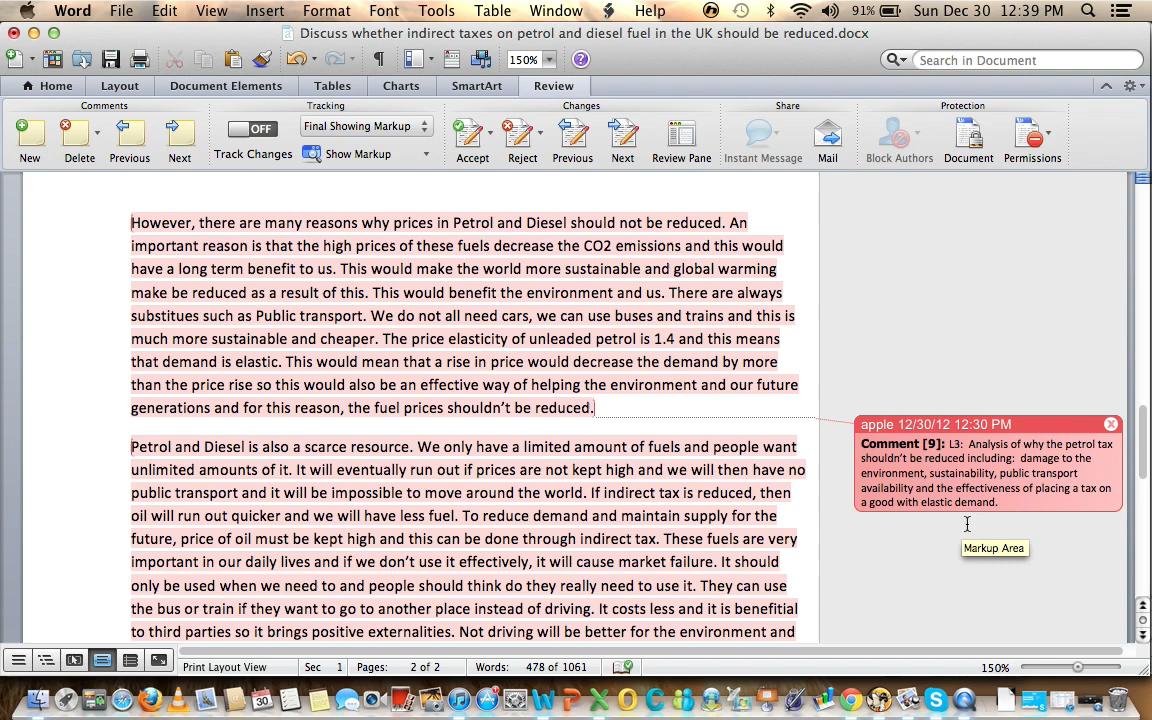 Word File Edit View Insert Format Font Tools Table Window Help 91% Sun Dec 30 12:39 PM
Discuss whether indirect taxes on petrol and diesel fuel in the UK should be reduced.docx
150% Search in Document
Home Layout Document Elements Tables Charts SmartArt Review
Comments Tracking Changes Share Protection
OFF Final Showing Markup
Track Changes Show Markup
New Delete Previous Next Accept Reject Previous Next Review Pane Instant Message Mail Block Authors Document Permissions
However, there are many reasons why prices in Petrol and Diesel should not be reduced. An
important reason is that the high prices of these fuels decrease the CO2 emissions and this would
have a long term benefit to us. This would make the world more sustainable and global warming
make be reduced as a result of this. This would benefit the environment and us. There are always
substitues such as Public transport. We do not all need cars, we can use buses and trains and this is
much more sustainable and cheaper. The price elasticity of unleaded petrol is 1.4 and this means
that demand is elastic. This would mean that a rise in price would decrease the demand by more
than the price rise so this would also be an effective way of helping the environment and our future
generations and for this reason, the fuel prices shouldn't be reduced.
Petrol and Diesel is also a scarce resource. We only have a limited amount of fuels and people want
unlimited amounts of it. It will eventually run out if prices are not kept high and we will then have no
public transport and it will be impossible to move around the world. If indirect tax is reduced, then
oil will run out quicker and we will have less fuel. To reduce demand and maintain supply for the
future, price of oil must be kept high and this can be done through indirect tax. These fuels are very
important in our daily lives and if we don't use it effectively, it will cause market failure. It should
only be used when we need to and people should think do they really need to use it. They can use
the bus or train if they want to go to another place instead of driving. It costs less and it is benefitial
to third parties so it brings positive externalities. Not driving will be better for the environment and
apple 12/30/12 12:30 PM
Comment [9]: L3: Analysis of why the petrol tax
shouldn't be reduced including: damage to the
environment, sustainability, public transport
availability and the effectiveness of placing a tax on
a good with elastic demand.
Markup Area
Print Layout View Sec 1 Pages: 2 of 2 Words: 478 of 1061 150%